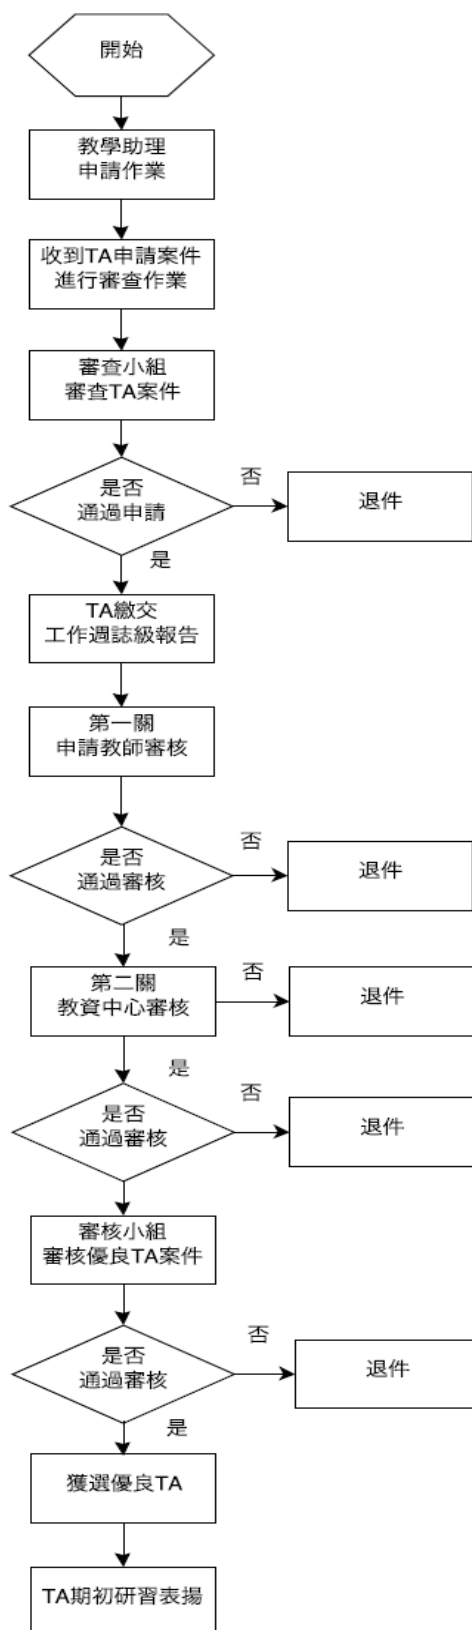 開始
教學助理
申請作業
收到TA申請案件
進行審查作業
審查小組
審查TA案件
是否
通過申請
否
退件
是
TA繳交
工作週誌級報告
第一關
申請教師審核
是否
通過審核
否
退件
是
第二關
教資中心審核
否
退件
是
是否
通過審核
否
退件
審核小組
審核優良TA案件
是否
通過審核
否
退件
是
獲選優良TA
TA期初研習表揚